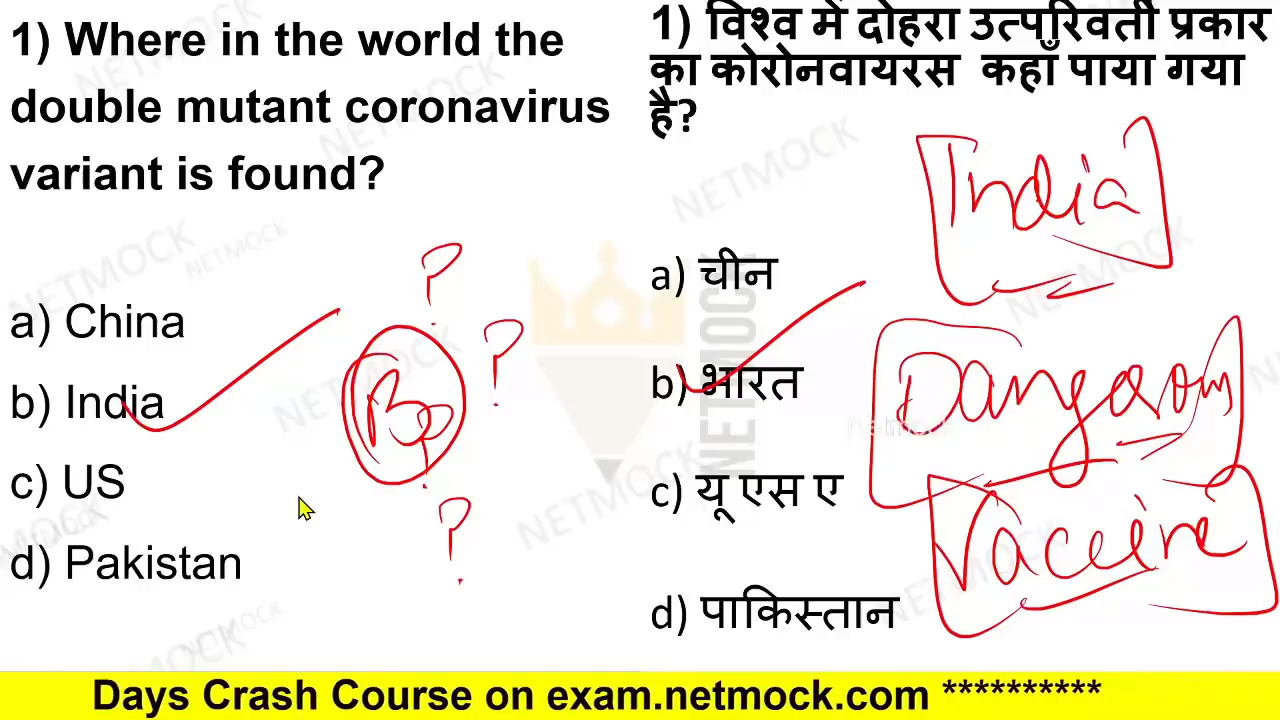 1) Where in the world the
double mutant coronavirus
variant is found?
a) China
b) India
c) US
d) Pakistan
1) विश्व में दोहरा उत्परिवर्ती प्रकार
का कोरोनवायरस कहाँ पाया गया
है?
a) चीन
b) भारत
c) यू एस ए
d) पाकिस्तान
India
Vaccine
? ? ?
NETMOCK
Days Crash Course on exam.netmock.com **********